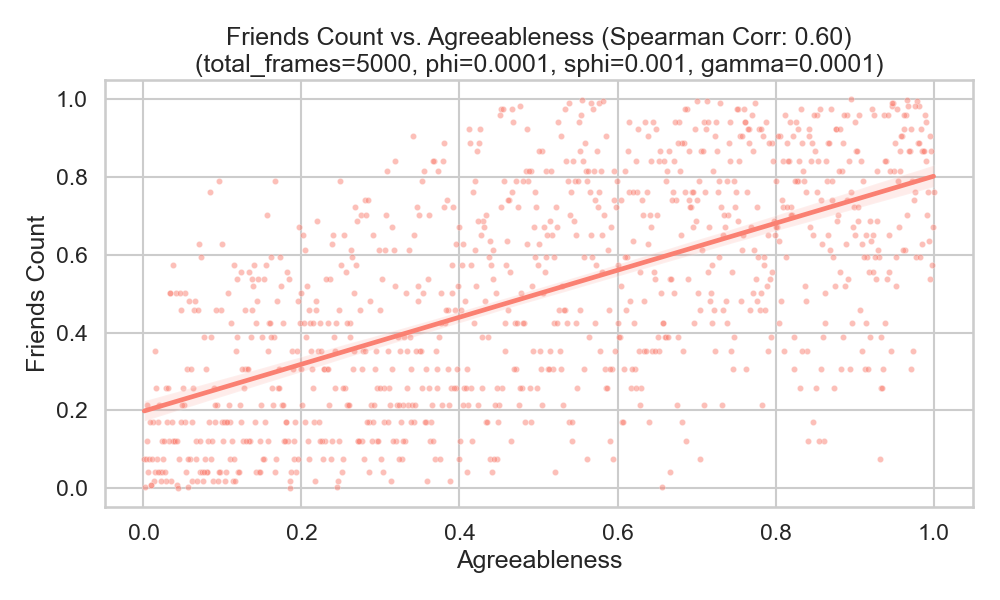 Friends Count vs. Agreeableness (Spearman Corr: 0.60)
(total_frames=5000, phi=0.0001, sphi=0.001, gamma=0.0001)
1.0
0.8
0.6
0.4
0.2
0.0
Friends Count
0.0 0.2 0.4 0.6 0.8 1.0
Agreeableness